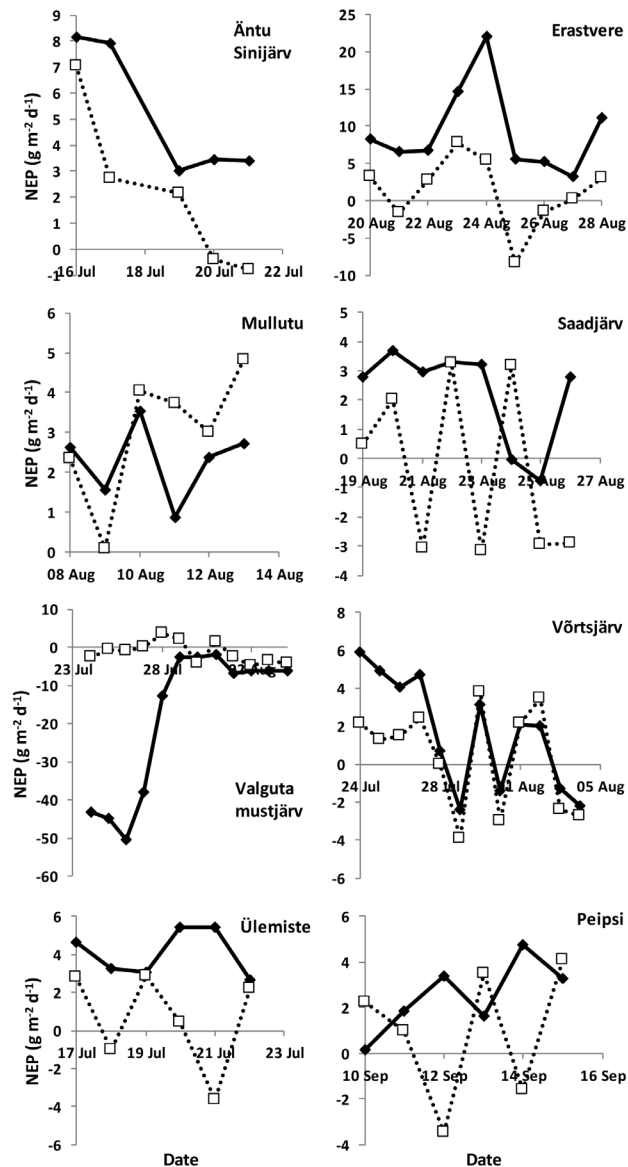 Äntu
Sinijärv
NEP (g m⁻² d⁻¹)
9
8
7
6
5
4
3
2
1
0
-1
16 Jul 18 Jul 20 Jul 22 Jul
Erastvere
25
20
15
10
5
0
-5
-10
20 Aug 22 Aug 24 Aug 26 Aug 28 Aug
Mullutu
NEP (g m⁻² d⁻¹)
6
5
4
3
2
1
0
08 Aug 10 Aug 12 Aug 14 Aug
Saadjärv
5
4
3
2
1
0
-1
-2
-3
-4
19 Aug 21 Aug 23 Aug 25 Aug 27 Aug
Valguta
mustjärv
NEP (g m⁻² d⁻¹)
10
0
-10
-20
-30
-40
-50
-60
23 Jul 28 Jul 02 Aug
Võrtsjärv
8
6
4
2
0
-2
-4
-6
24 Jul 28 Jul 1 Aug 05 Aug
Ülemiste
NEP (g m⁻² d⁻¹)
6
4
2
0
-2
-4
-6
17 Jul 19 Jul 21 Jul 23 Jul
Date
Peipsi
6
4
2
0
-2
-4
10 Sep 12 Sep 14 Sep 16 Sep
Date